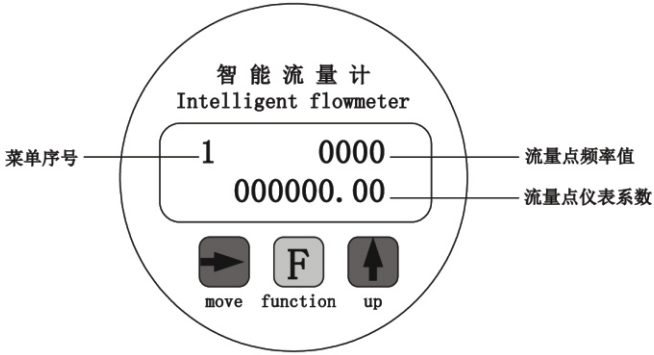 智能流量计
Intelligent flowmeter
菜单序号
1 0000
流量点频率值
000000.00
流量点仪表系数
F
move function up